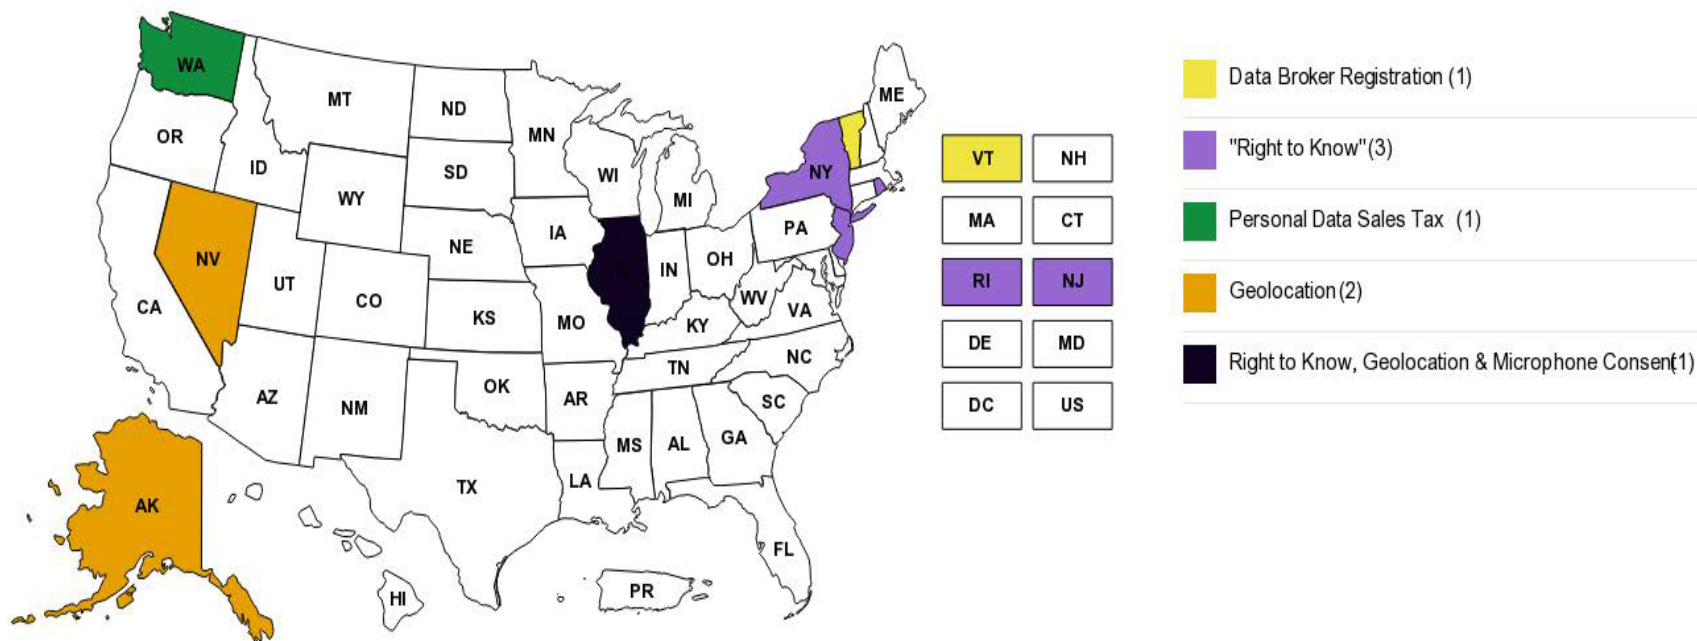 WA
MT
ND
MN
ME
OR
ID
SD
WI
NY
VT
NH
WY
MI
MA
CT
IA
PA
NE
NV
OH
IN
RI
NJ
UT
CO
WV
CA
KS
MO
VA
KY
DE
MD
NC
TN
OK
AZ
AR
NM
SC
DC
US
GA
MS
AL
LA
TX
AK
FL
PR
HI
Data Broker Registration (1)
"Right to Know" (3)
Personal Data Sales Tax (1)
Geolocation (2)
Right to Know, Geolocation & Microphone Consent (1)